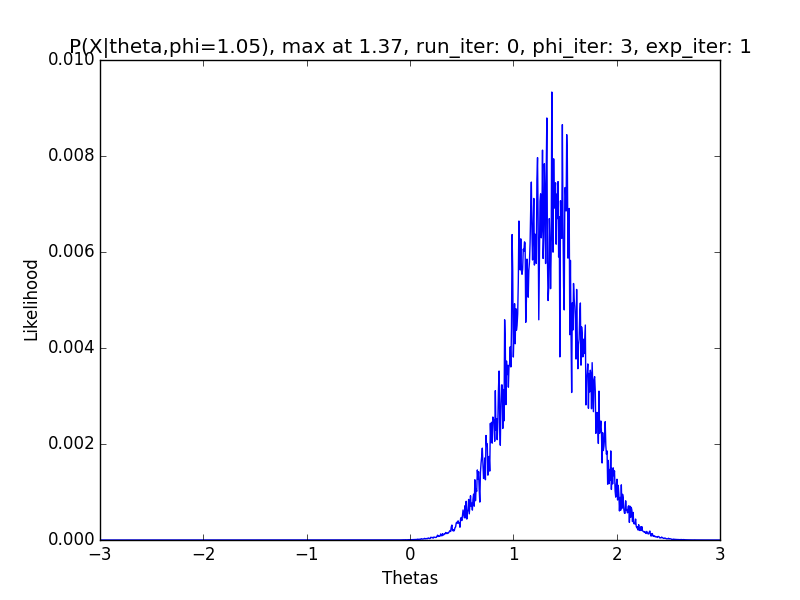 P(X|theta,phi=1.05), max at 1.37, run_iter: 0, phi_iter: 3, exp_iter: 1
0.010
0.008
0.006
0.004
0.002
0.000
Likelihood
−3 −2 −1 0 1 2 3
Thetas